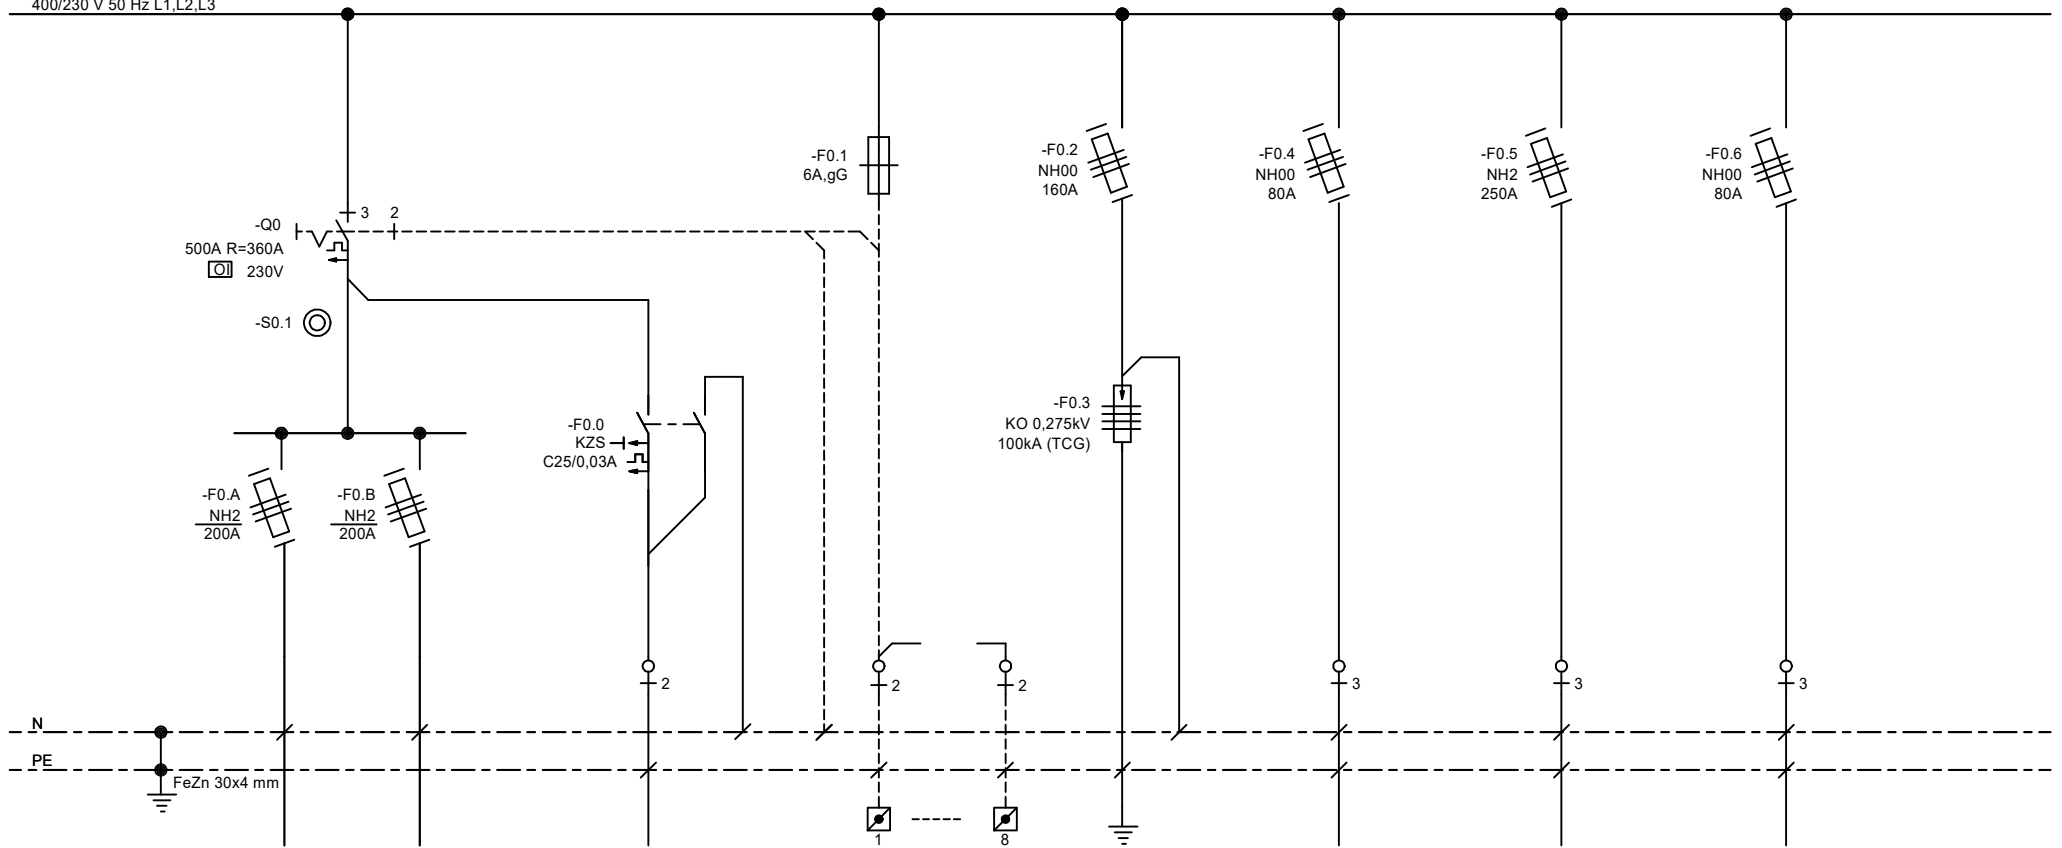 400/230 V 50 Hz L1,L2,L3
-F0.1
6A,gG
-F0.2
NH00
160A
-F0.4
NH00
80A
-F0.5
NH2
250A
-F0.6
NH00
80A
3 2
-Q0
500A R=360A
OI 230V
-S0.1
-F0.0
KZS
C25/0,03A
-F0.3
KO 0,275kV
100kA (TCG)
-F0.A
NH2
200A
-F0.B
NH2
200A
2
2
2
3
3
3
N
PE
FeZn 30x4 mm
1
8